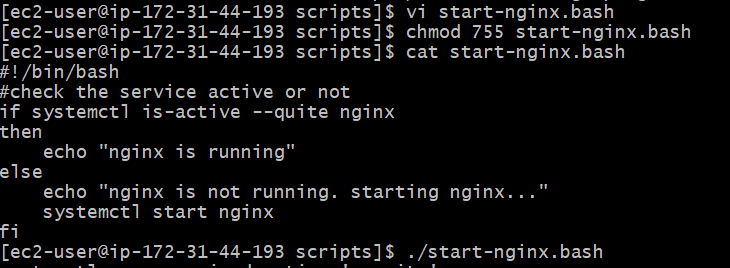 [ec2-user@ip-172-31-44-193 scripts]$ vi start-nginx.bash
[ec2-user@ip-172-31-44-193 scripts]$ chmod 755 start-nginx.bash
[ec2-user@ip-172-31-44-193 scripts]$ cat start-nginx.bash
#!/bin/bash
#check the service active or not
if systemctl is-active --quite nginx
then
    echo "nginx is running"
else
    echo "nginx is not running. starting nginx..."
    systemctl start nginx
fi
[ec2-user@ip-172-31-44-193 scripts]$ ./start-nginx.bash